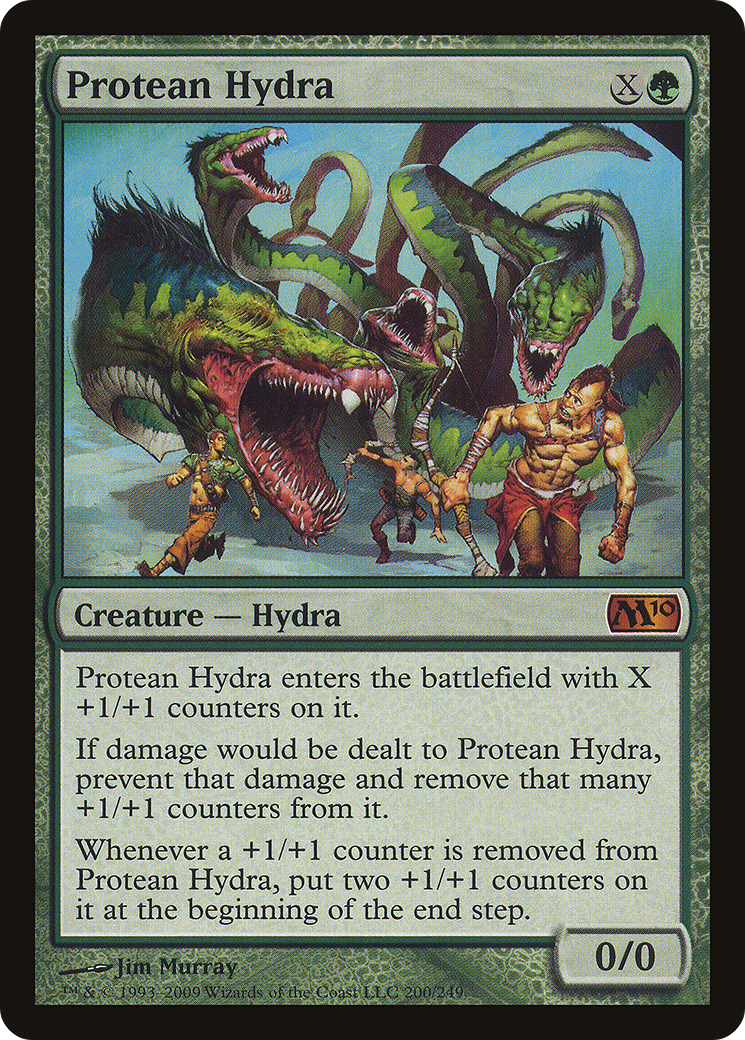 Protean Hydra X
Creature — Hydra M10
Protean Hydra enters the battlefield with X
+1/+1 counters on it.
If damage would be dealt to Protean Hydra,
prevent that damage and remove that many
+1/+1 counters from it.
Whenever a +1/+1 counter is removed from
Protean Hydra, put two +1/+1 counters on
it at the beginning of the end step.
0/0
Jim Murray
™ & © 1993–2009 Wizards of the Coast LLC 200/249